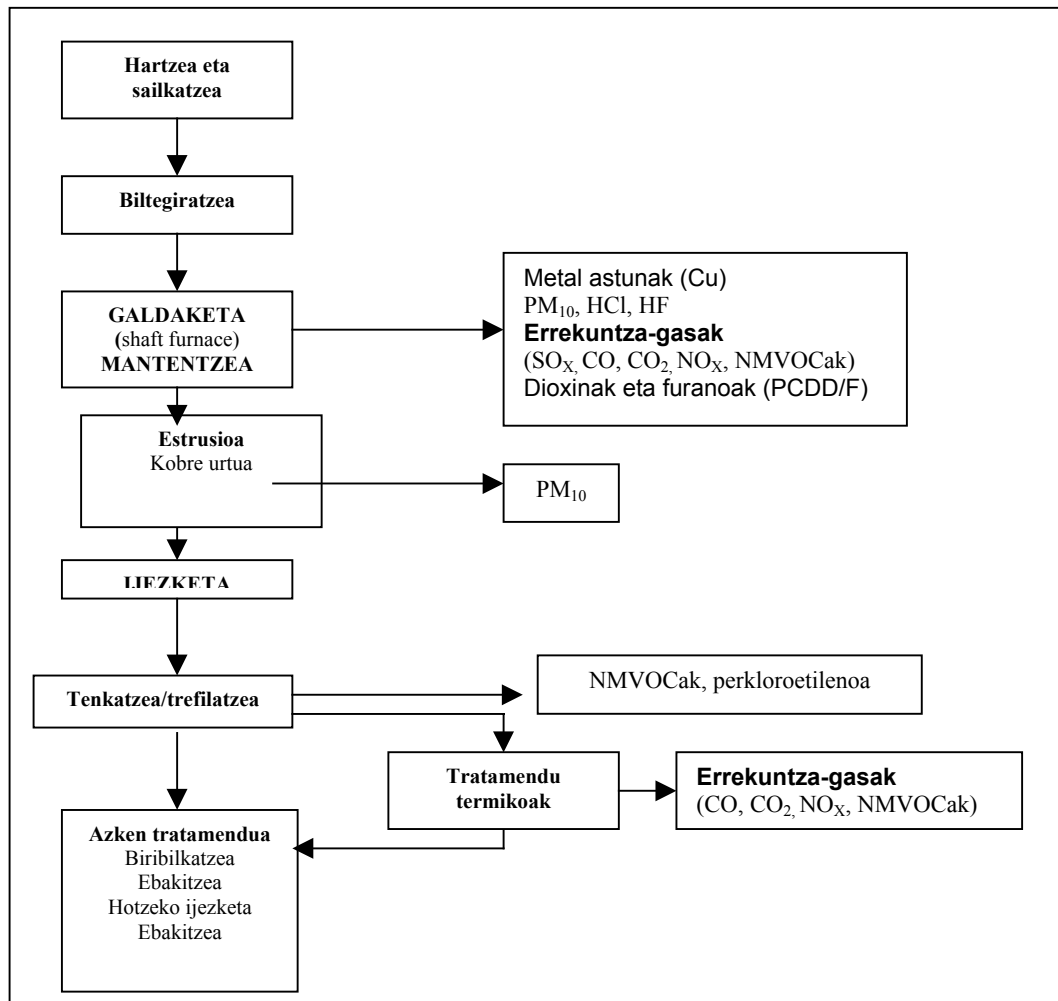 Hartzea eta
sailkatzea
Biltegiratzea
GALDAKETA
(shaft furnace)
MANTENTZEA
Metal astunak (Cu)
PM10, HCl, HF
Errekuntza-gasak
(SOX, CO, CO2, NOX, NMVOCak)
Dioxinak eta furanoak (PCDD/F)
Estrusioa
Kobre urtua
PM10
IJEZKETA
Tenkatzea/trefilatzea
NMVOCak, perkloroetilenoa
Tratamendu
termikoak
Errekuntza-gasak
(CO, CO2, NOX, NMVOCak)
Azken tratamendua
Biribilkatzea
Ebakitzea
Hotzeko ijezketa
Ebakitzea